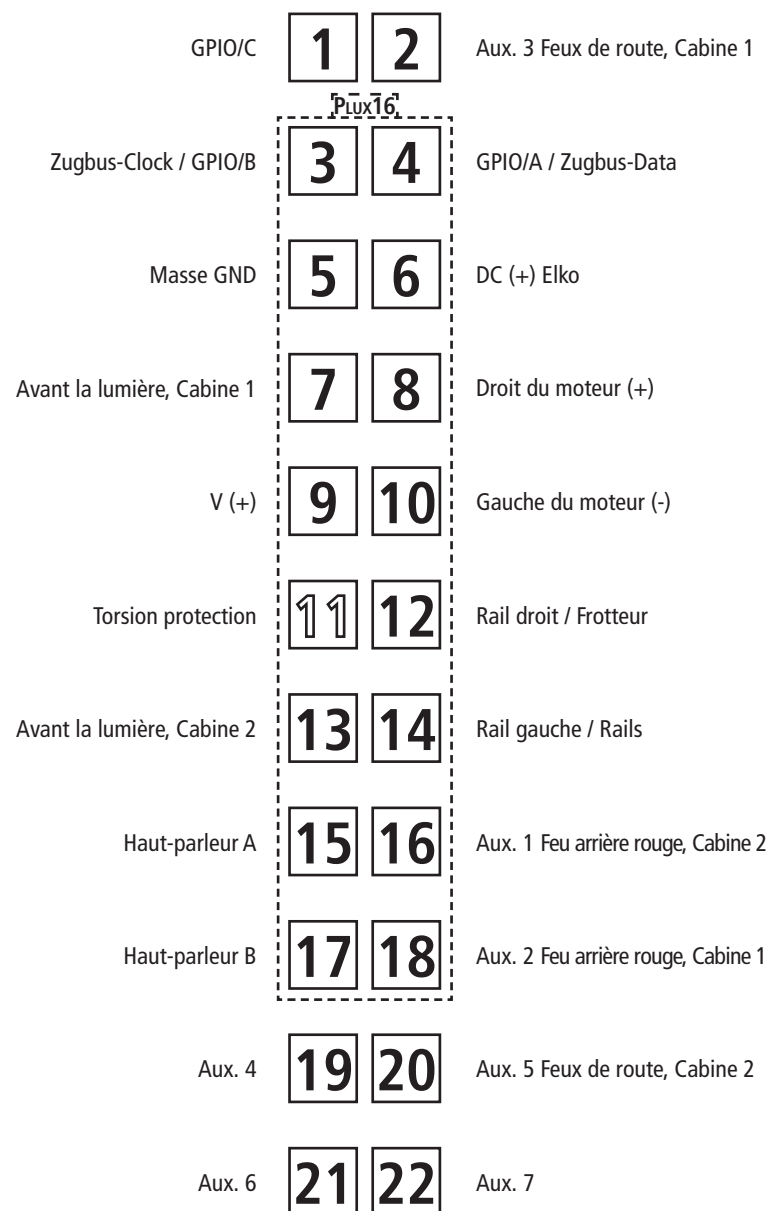 GPIO/C 1 2 Aux. 3 Feux de route, Cabine 1
PLUX16
Zugbus-Clock / GPIO/B 3 4 GPIO/A / Zugbus-Data
Masse GND 5 6 DC (+) Elko
Avant la lumière, Cabine 1 7 8 Droit du moteur (+)
V (+) 9 10 Gauche du moteur (-)
Torsion protection 11 12 Rail droit / Frotteur
Avant la lumière, Cabine 2 13 14 Rail gauche / Rails
Haut-parleur A 15 16 Aux. 1 Feu arrière rouge, Cabine 2
Haut-parleur B 17 18 Aux. 2 Feu arrière rouge, Cabine 1
Aux. 4 19 20 Aux. 5 Feux de route, Cabine 2
Aux. 6 21 22 Aux. 7